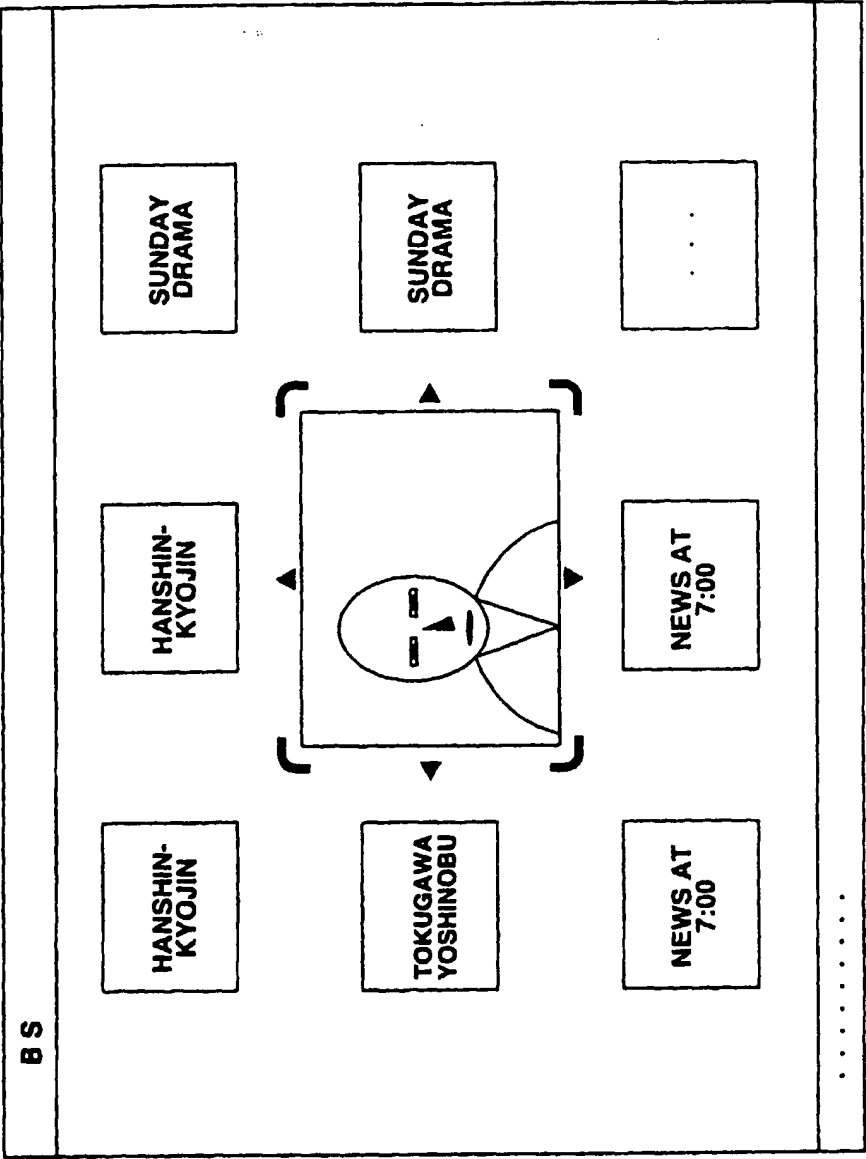 BS
HANSHIN-
KYOJIN
HANSHIN-
KYOJIN
SUNDAY
DRAMA
TOKUGAWA
YOSHINOBU
SUNDAY
DRAMA
NEWS AT
7:00
NEWS AT
7:00
. . .
. . . . . . . . .